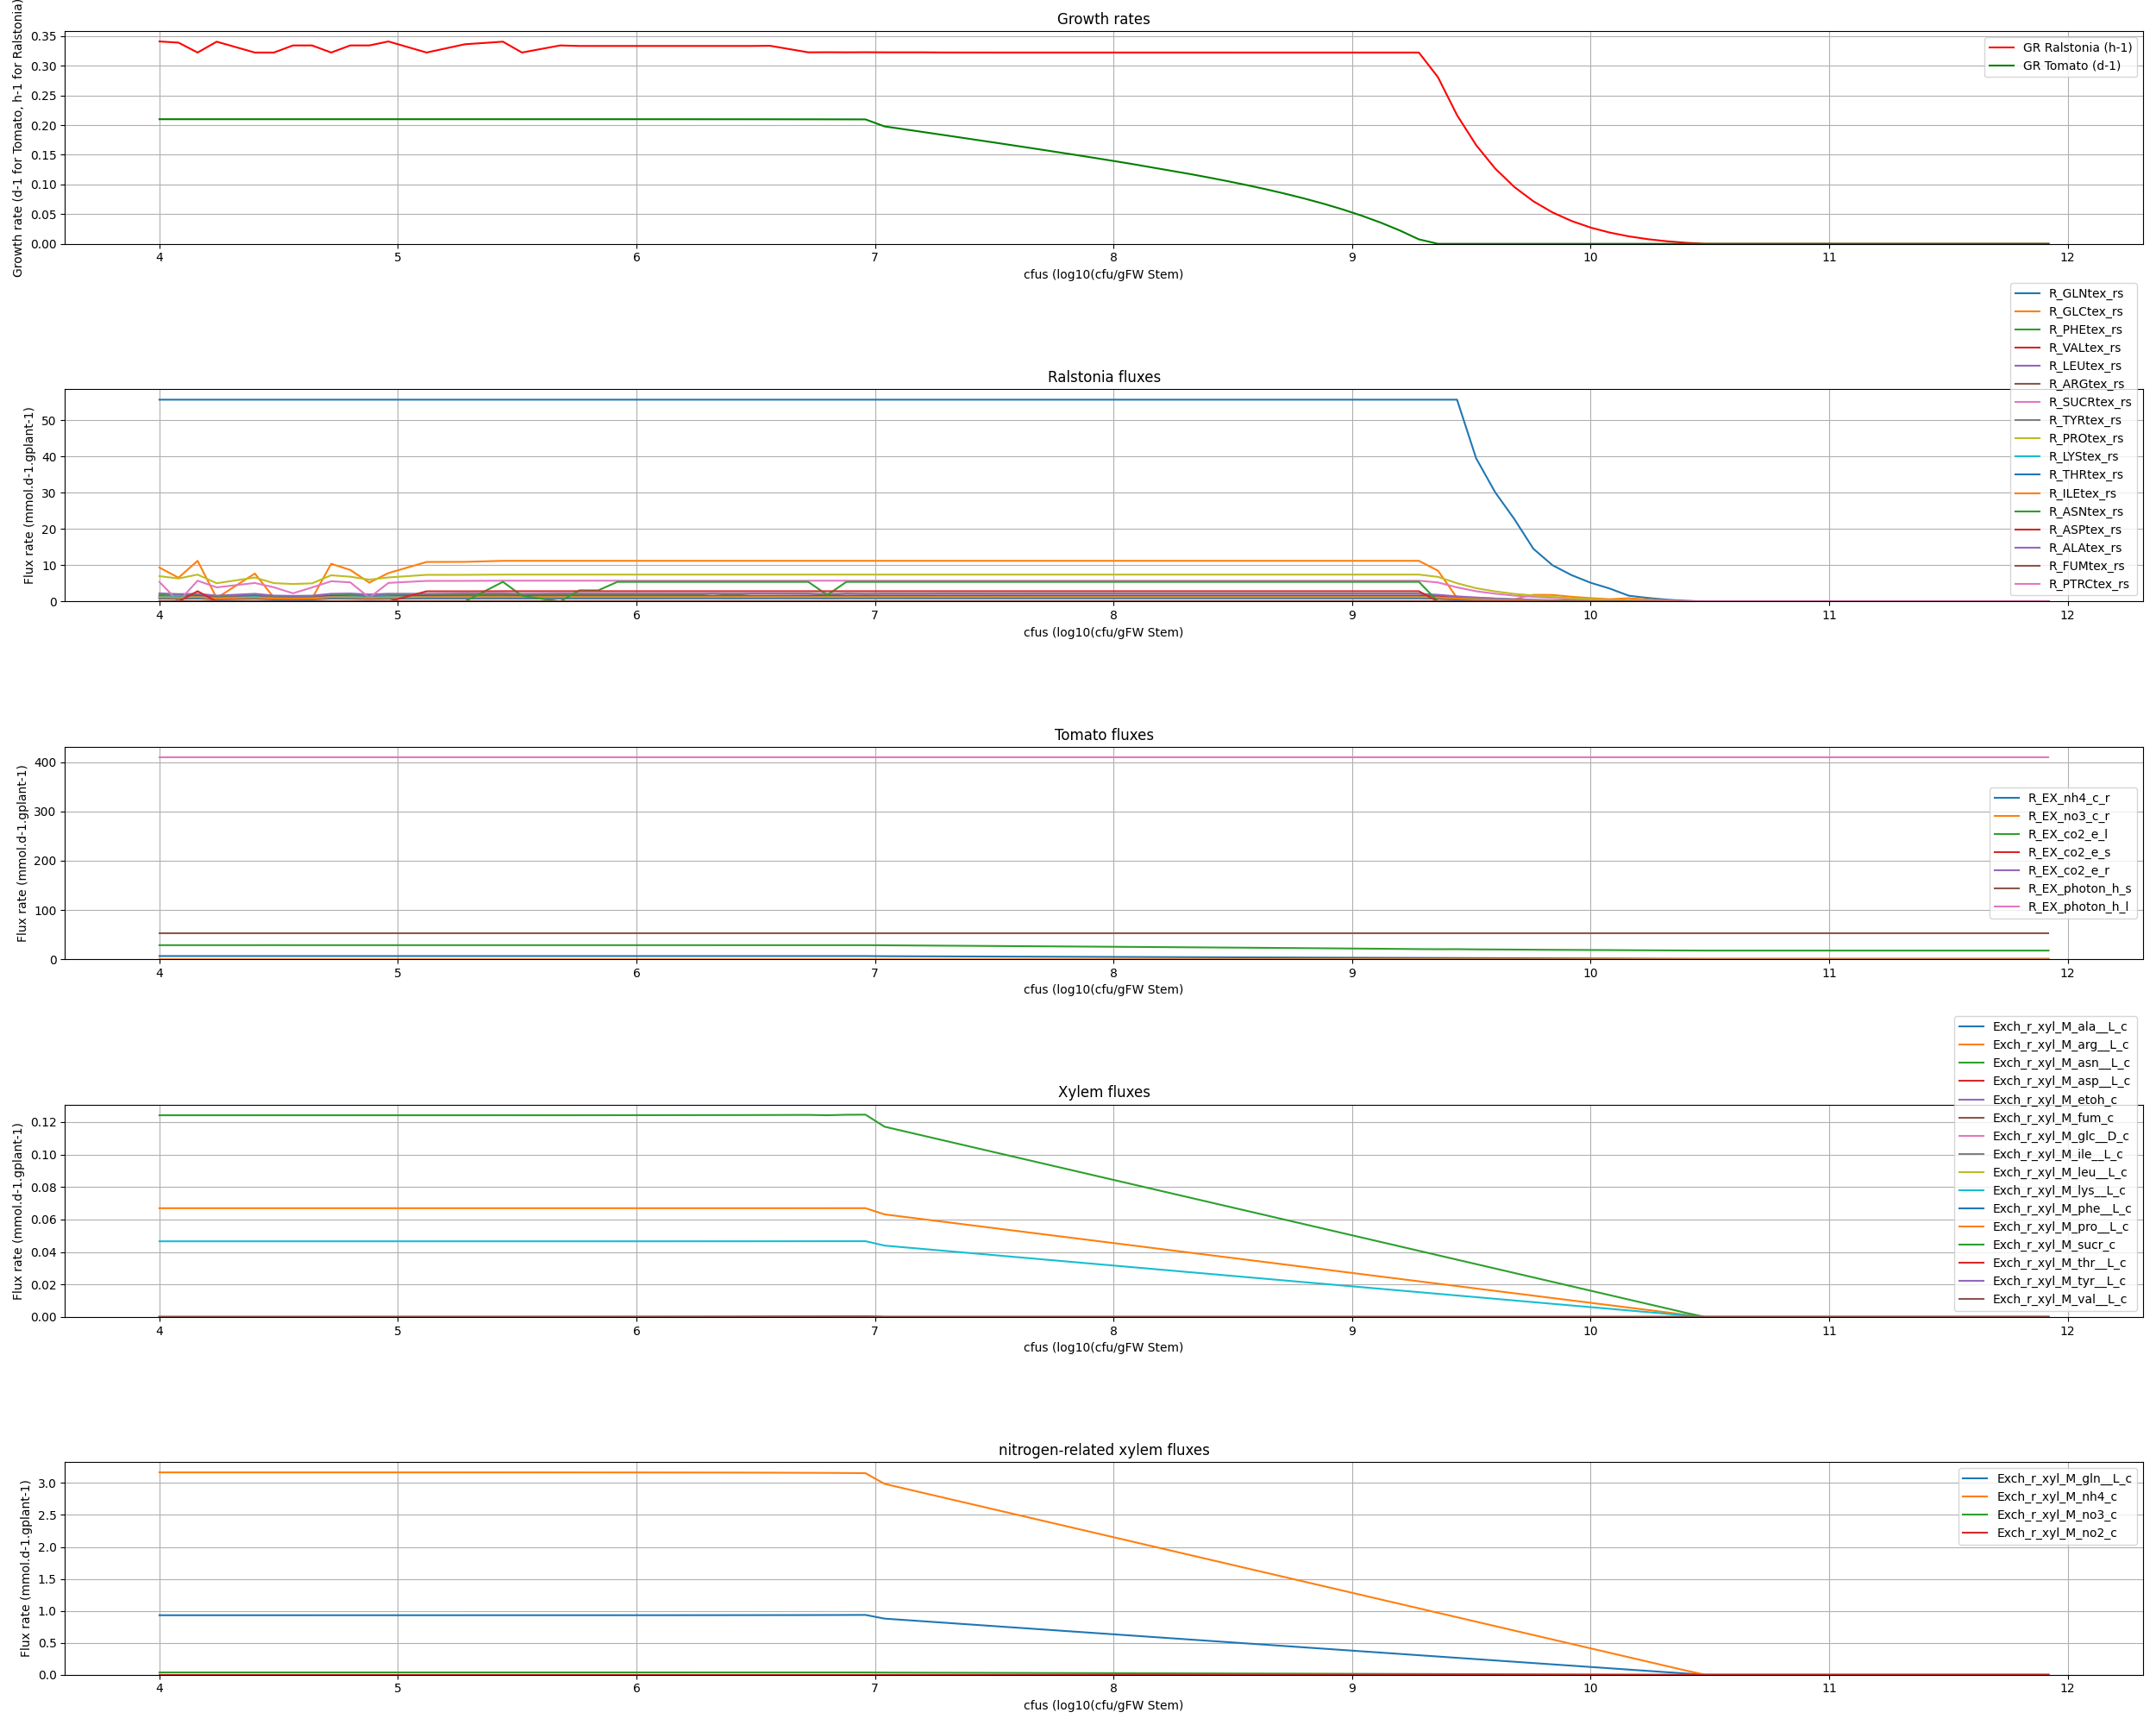 Growth rates
Growth rate (d-1 for Tomato, h-1 for Ralstonia)
0.35
0.30
0.25
0.20
0.15
0.10
0.05
0.00
GR Ralstonia (h-1)
GR Tomato (d-1)
4 5 6 7 8 9 10 11 12
cfus (log10(cfu/gFW Stem)
Ralstonia fluxes
Flux rate (mmol.d-1.gplant-1)
50
40
30
20
10
0
R_GLNtex_rs
R_GLCtex_rs
R_PHEtex_rs
R_VALtex_rs
R_LEUtex_rs
R_ARGtex_rs
R_SUCRtex_rs
R_TYRtex_rs
R_PROtex_rs
R_LYStex_rs
R_THRtex_rs
R_ILEtex_rs
R_ASNtex_rs
R_ASPtex_rs
R_ALAtex_rs
R_FUMtex_rs
R_PTRCtex_rs
4 5 6 7 8 9 10 11 12
cfus (log10(cfu/gFW Stem)
Tomato fluxes
Flux rate (mmol.d-1.gplant-1)
400
300
200
100
0
R_EX_nh4_c_r
R_EX_no3_c_r
R_EX_co2_e_l
R_EX_co2_e_s
R_EX_co2_e_r
R_EX_photon_h_s
R_EX_photon_h_l
4 5 6 7 8 9 10 11 12
cfus (log10(cfu/gFW Stem)
Xylem fluxes
Flux rate (mmol.d-1.gplant-1)
0.12
0.10
0.08
0.06
0.04
0.02
0.00
Exch_r_xyl_M_ala__L_c
Exch_r_xyl_M_arg__L_c
Exch_r_xyl_M_asn__L_c
Exch_r_xyl_M_asp__L_c
Exch_r_xyl_M_etoh_c
Exch_r_xyl_M_fum_c
Exch_r_xyl_M_glc__D_c
Exch_r_xyl_M_ile__L_c
Exch_r_xyl_M_leu__L_c
Exch_r_xyl_M_lys__L_c
Exch_r_xyl_M_phe__L_c
Exch_r_xyl_M_pro__L_c
Exch_r_xyl_M_sucr_c
Exch_r_xyl_M_thr__L_c
Exch_r_xyl_M_tyr__L_c
Exch_r_xyl_M_val__L_c
4 5 6 7 8 9 10 11 12
cfus (log10(cfu/gFW Stem)
nitrogen-related xylem fluxes
Flux rate (mmol.d-1.gplant-1)
3.0
2.5
2.0
1.5
1.0
0.5
0.0
Exch_r_xyl_M_gln__L_c
Exch_r_xyl_M_nh4_c
Exch_r_xyl_M_no3_c
Exch_r_xyl_M_no2_c
4 5 6 7 8 9 10 11 12
cfus (log10(cfu/gFW Stem)